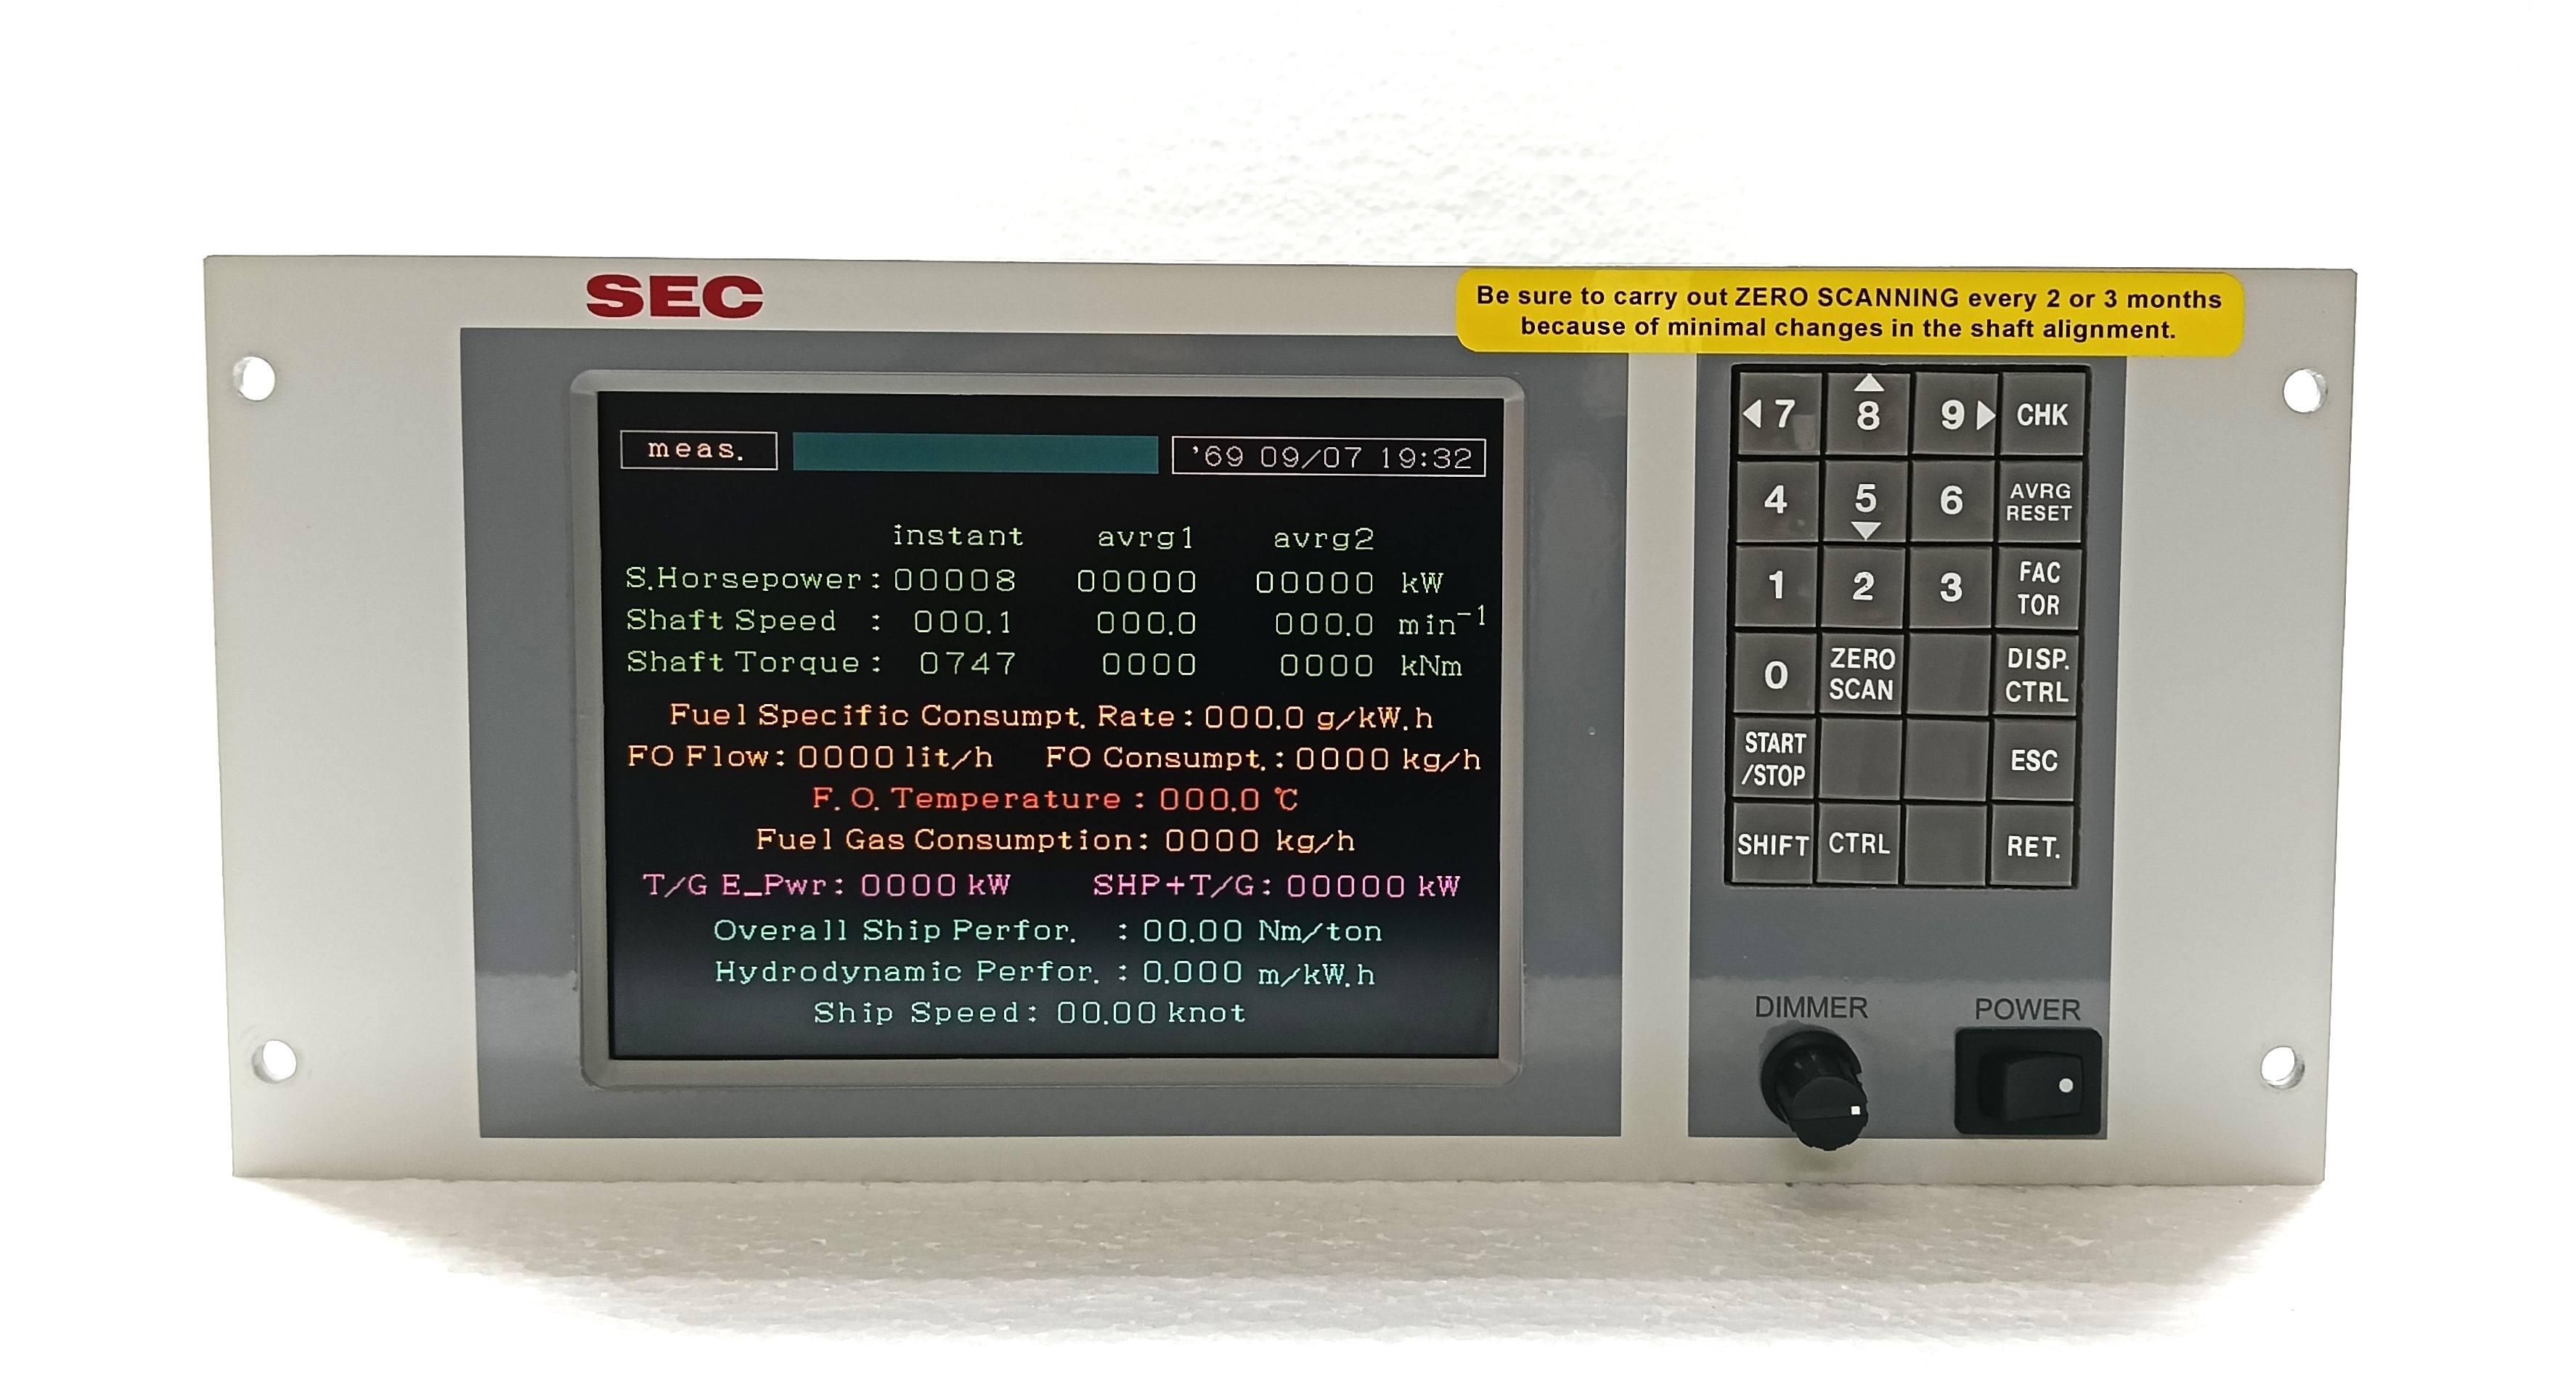 SEC
Be sure to carry out ZERO SCANNING every 2 or 3 months
because of minimal changes in the shaft alignment.
meas. '69 09/07 19:32
instant avrg1 avrg2
S.Horsepower: 00008 00000 00000 kW
Shaft Speed : 000.1 000.0 000.0 min⁻¹
Shaft Torque: 0747 0000 0000 kNm
Fuel Specific Consumpt. Rate: 000.0 g/kW.h
FO Flow: 0000 lit/h FO Consumpt.: 0000 kg/h
F.O. Temperature : 000.0 ℃
Fuel Gas Consumption: 0000 kg/h
T/G E_Pwr: 0000 kW SHP+T/G: 00000 kW
Overall Ship Perfor. : 00.00 Nm/ton
Hydrodynamic Perfor. : 0.000 m/kW.h
Ship Speed: 00.00 knot
◀7 ▲8 9▶ CHK
4 5▼ 6 AVRG RESET
1 2 3 FAC TOR
0 ZERO SCAN DISP. CTRL
START /STOP ESC
SHIFT CTRL RET.
DIMMER POWER